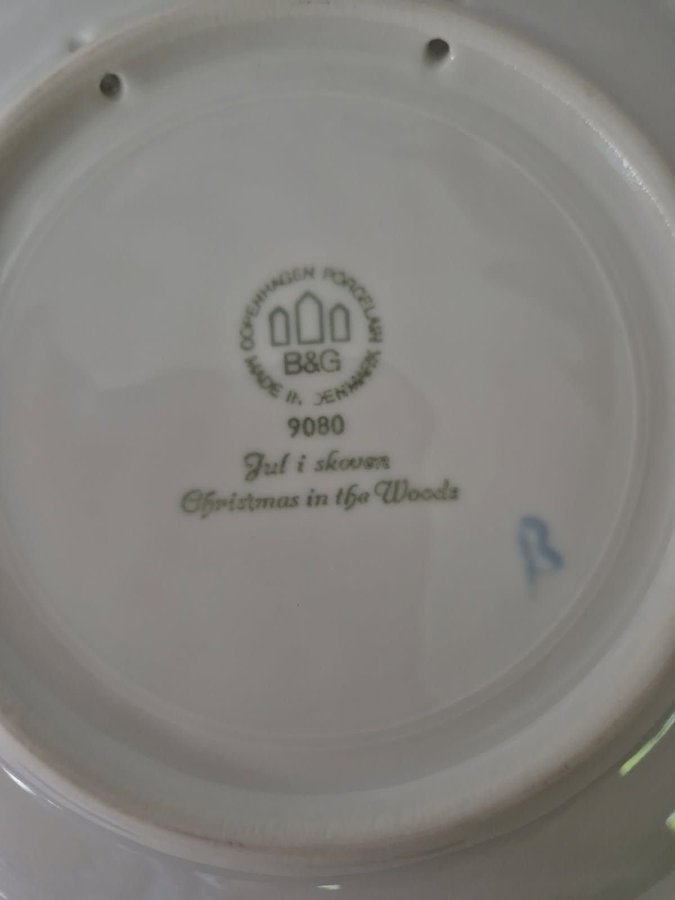 COPENHAGEN PORCELAIN
B&G
MADE IN DENMARK
9080
Jul i skoven
Christmas in the Woods
B